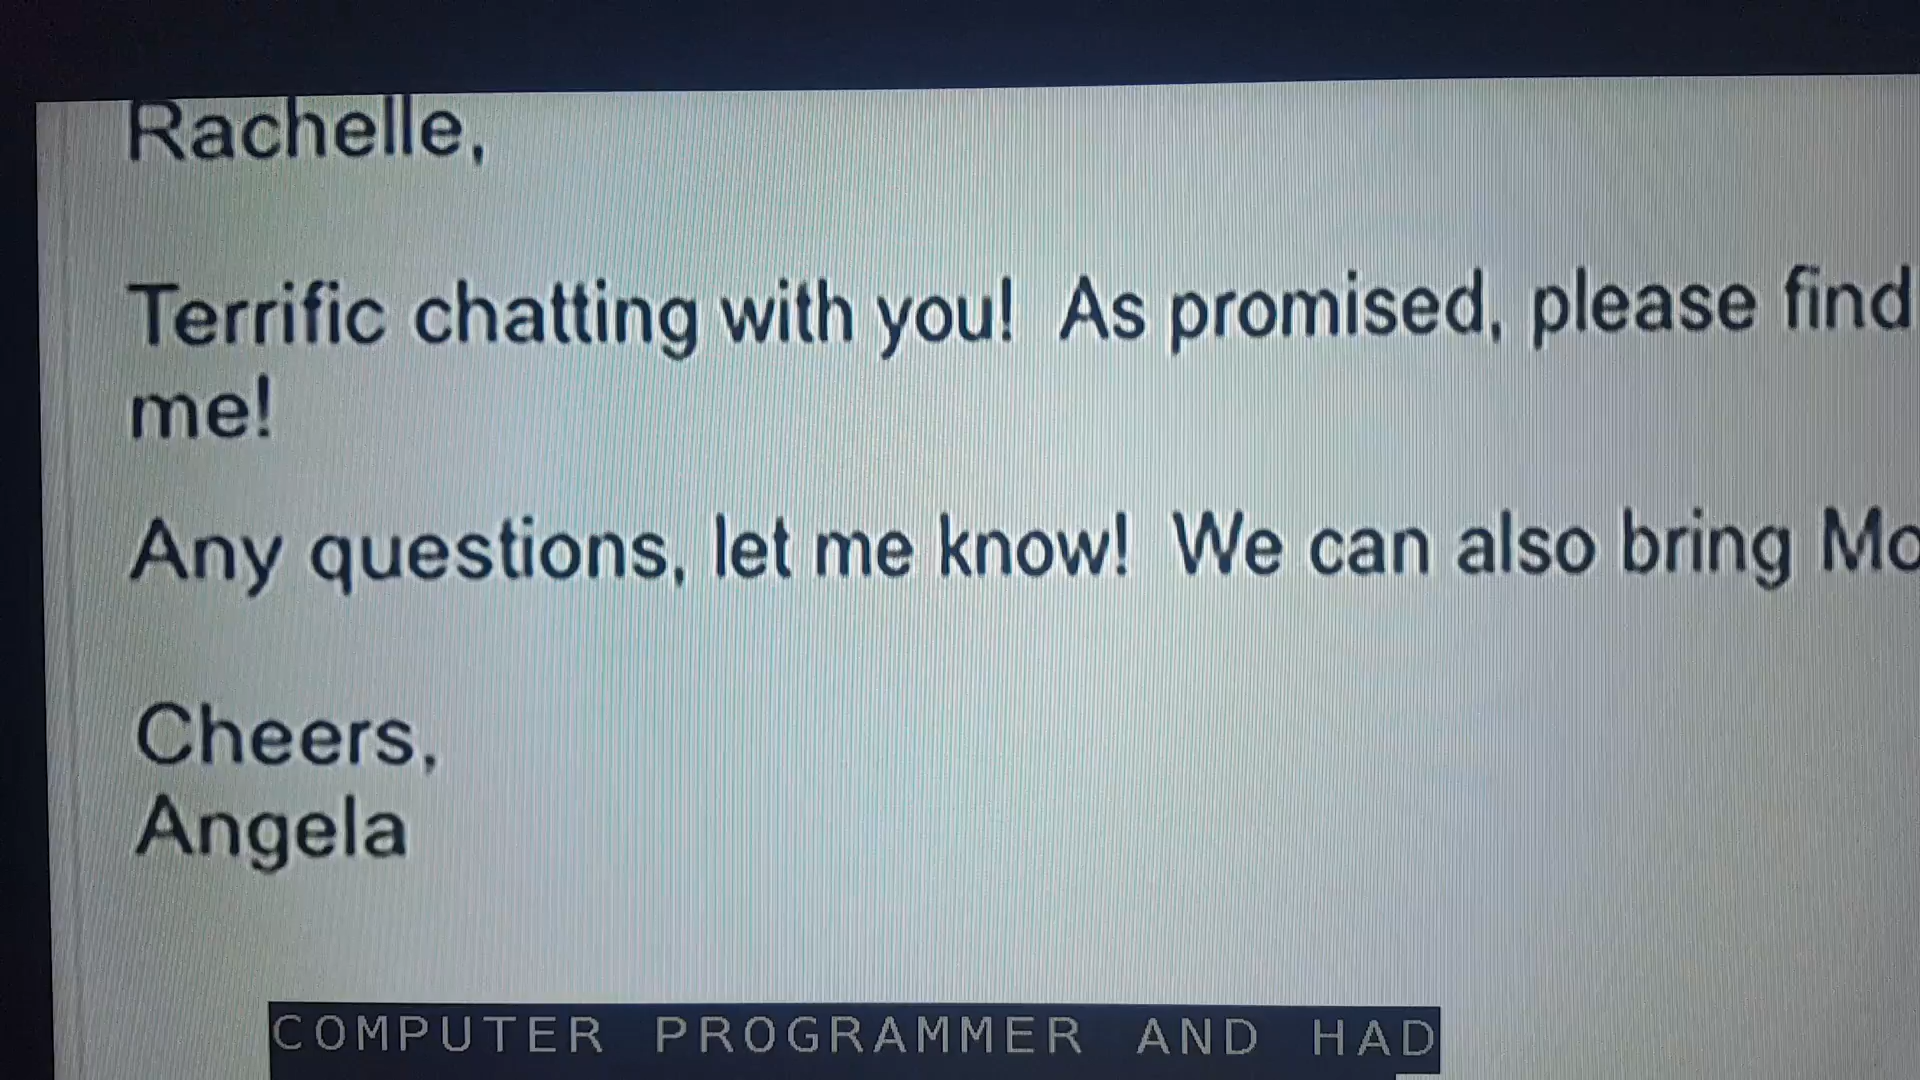 Rachelle,
Terrific chatting with you! As promised, please find
me!
Any questions, let me know! We can also bring Mo
Cheers,
Angela
COMPUTER PROGRAMMER AND HAD